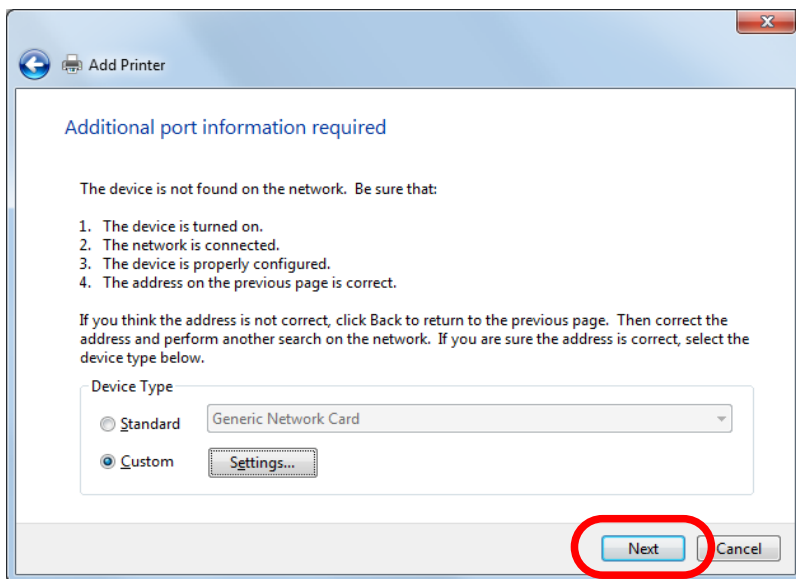 Add Printer
Additional port information required
The device is not found on the network. Be sure that:
1. The device is turned on.
2. The network is connected.
3. The device is properly configured.
4. The address on the previous page is correct.
If you think the address is not correct, click Back to return to the previous page. Then correct the
address and perform another search on the network. If you are sure the address is correct, select the
device type below.
Device Type
Standard Generic Network Card
Custom Settings...
Next Cancel